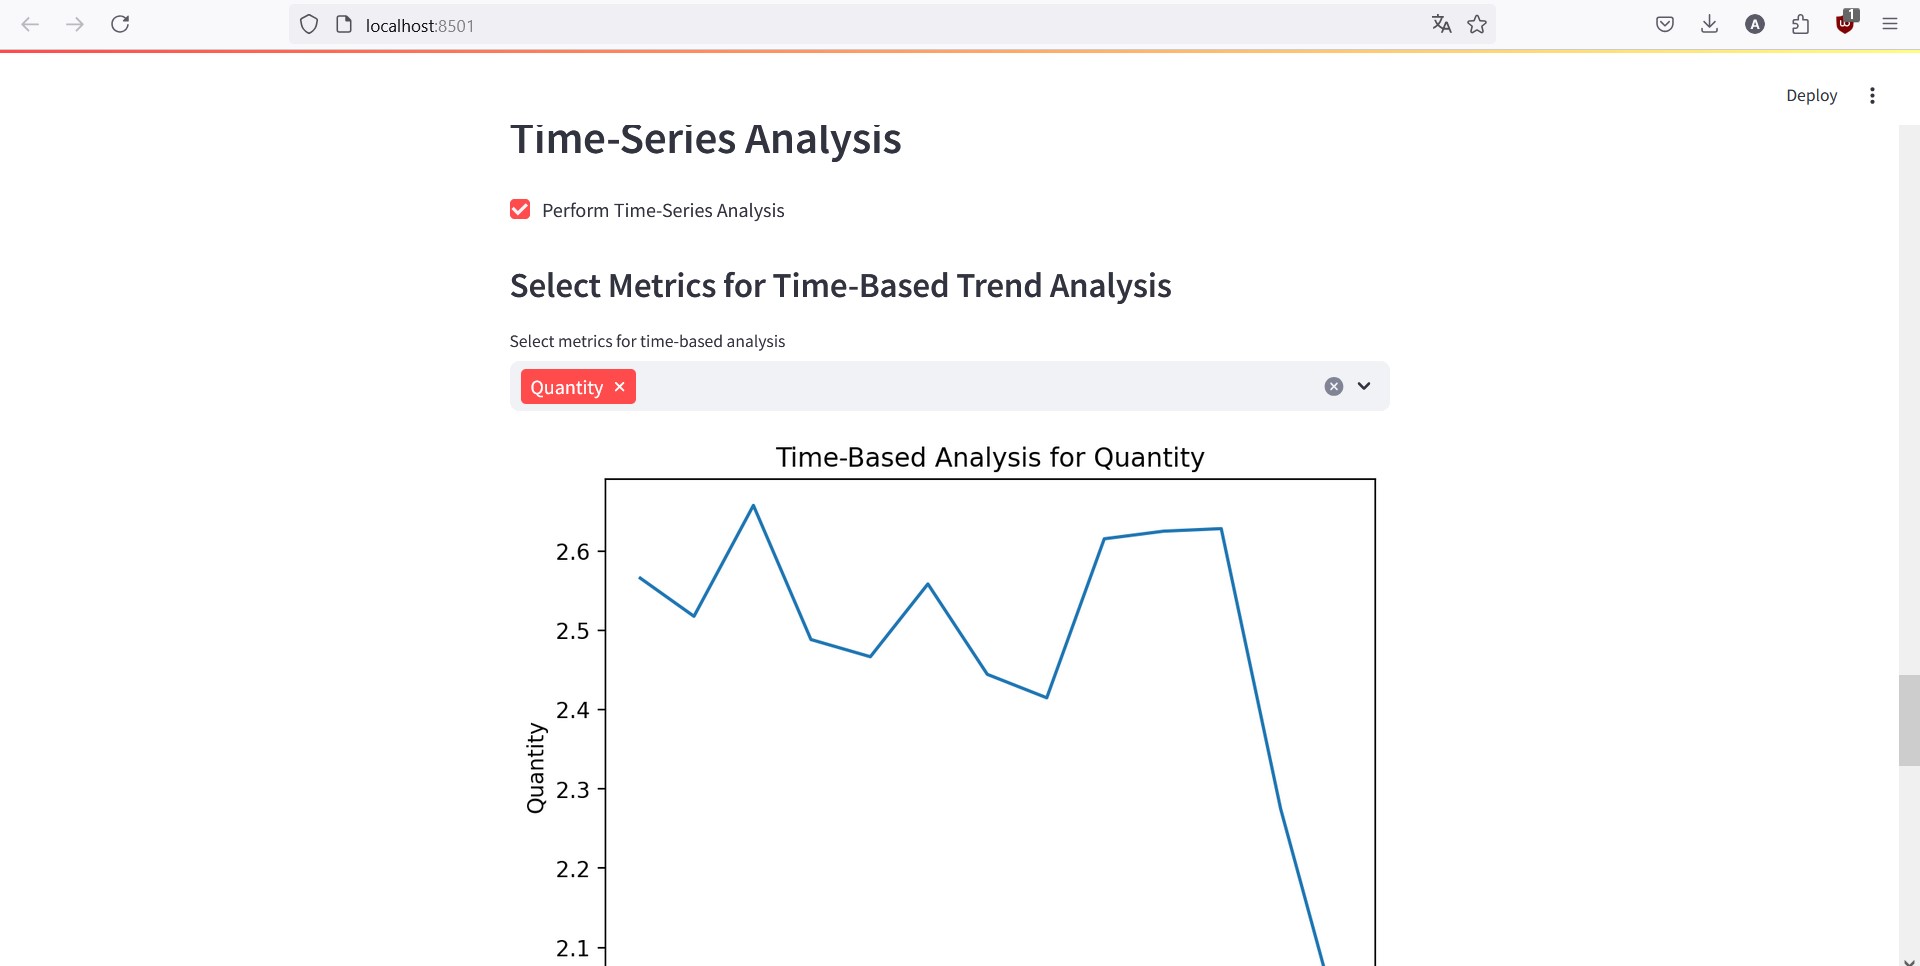 localhost:8501
A
1
Deploy
Time-Series Analysis
Perform Time-Series Analysis
Select Metrics for Time-Based Trend Analysis
Select metrics for time-based analysis
Quantity
Time-Based Analysis for Quantity
2.6
2.5
2.4
2.3
2.2
2.1
Quantity